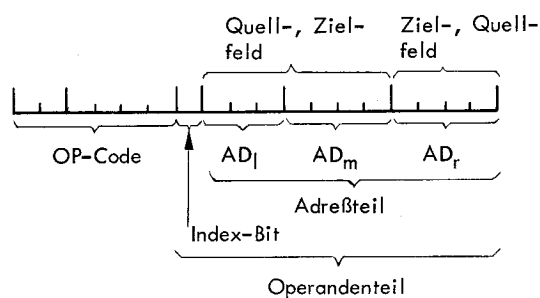 Quell-, Ziel-
feld
Ziel-, Quell-
feld
OP-Code
AD_l
AD_m
AD_r
Adreßteil
Index-Bit
Operandenteil